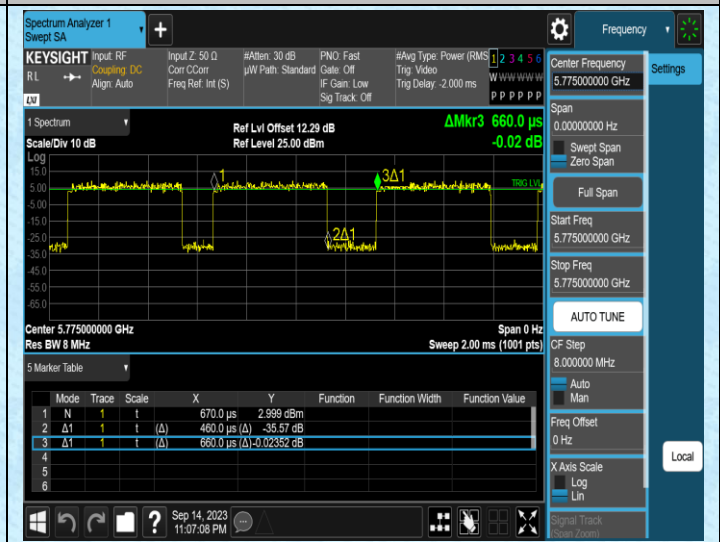 Spectrum Analyzer 1
Swept SA
+
Frequency
KEYSIGHT
R L
LXI
Input: RF
Coupling: DC
Align: Auto
Input Z: 50 Ω
Corr CCorr
Freq Ref: Int (S)
#Atten: 30 dB
µW Path: Standard
PNO: Fast
Gate: Off
IF Gain: Low
Sig Track: Off
#Avg Type: Power (RMS
Trig: Video
Trig Delay: -2.000 ms
1 2 3 4 5 6
W W W W W W
P P P P P P
1 Spectrum
Scale/Div 10 dB
Ref Lvl Offset 12.29 dB
Ref Level 25.00 dBm
ΔMkr3 660.0 µs
-0.02 dB
Log
15.0
5.00
-5.00
-15.0
-25.0
-35.0
-45.0
-55.0
-65.0
1
2Δ1
3Δ1
TRIG LVL
Center 5.775000000 GHz
Res BW 8 MHz
Span 0 Hz
Sweep 2.00 ms (1001 pts)
5 Marker Table
Mode Trace Scale X Y Function Function Width Function Value
1 N 1 t 670.0 µs 2.999 dBm
2 Δ1 1 t (Δ) 460.0 µs (Δ) -35.57 dB
3 Δ1 1 t (Δ) 660.0 µs (Δ) -0.02352 dB
4
5
6
?
Sep 14, 2023
11:07:08 PM
Center Frequency
5.775000000 GHz
Span
0.00000000 Hz
Swept Span
Zero Span
Full Span
Start Freq
5.775000000 GHz
Stop Freq
5.775000000 GHz
AUTO TUNE
CF Step
8.000000 MHz
Auto
Man
Freq Offset
0 Hz
X Axis Scale
Log
Lin
Signal Track
(Span Zoom)
Settings
Local